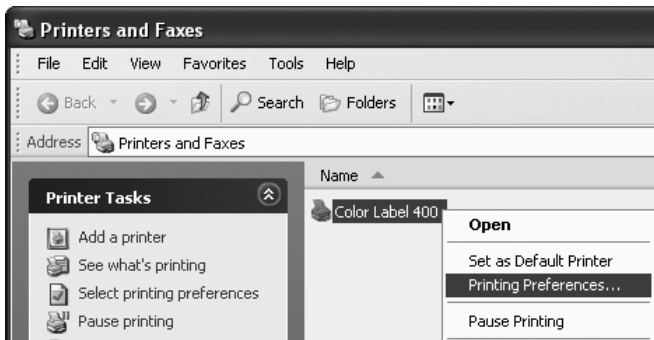 Printers and Faxes
File Edit View Favorites Tools Help
Back Search Folders
Address Printers and Faxes
Printer Tasks
Add a printer
See what's printing
Select printing preferences
Pause printing
Name
Color Label 400
Open
Set as Default Printer
Printing Preferences...
Pause Printing